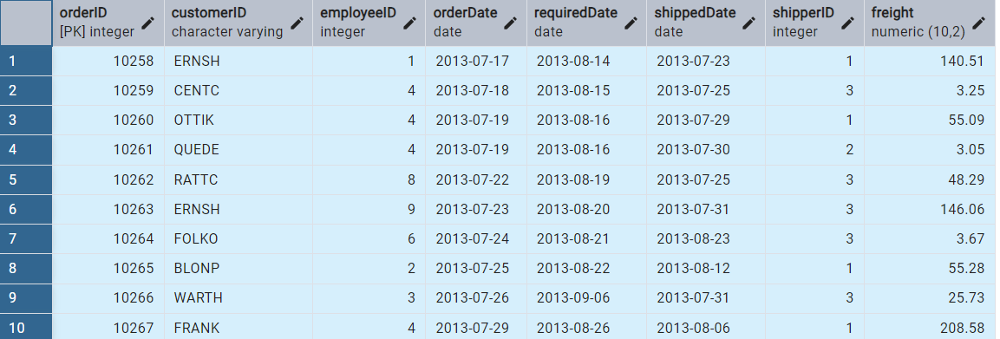 orderID customerID employeeID orderDate requiredDate shippedDate shipperID freight
[PK] integer character varying integer date date date integer numeric (10,2)
1 10258 ERNSH 1 2013-07-17 2013-08-14 2013-07-23 1 140.51
2 10259 CENTC 4 2013-07-18 2013-08-15 2013-07-25 3 3.25
3 10260 OTTIK 4 2013-07-19 2013-08-16 2013-07-29 1 55.09
4 10261 QUEDE 4 2013-07-19 2013-08-16 2013-07-30 2 3.05
5 10262 RATTC 8 2013-07-22 2013-08-19 2013-07-25 3 48.29
6 10263 ERNSH 9 2013-07-23 2013-08-20 2013-07-31 3 146.06
7 10264 FOLKO 6 2013-07-24 2013-08-21 2013-08-23 3 3.67
8 10265 BLONP 2 2013-07-25 2013-08-22 2013-08-12 1 55.28
9 10266 WARTH 3 2013-07-26 2013-09-06 2013-07-31 3 25.73
10 10267 FRANK 4 2013-07-29 2013-08-26 2013-08-06 1 208.58